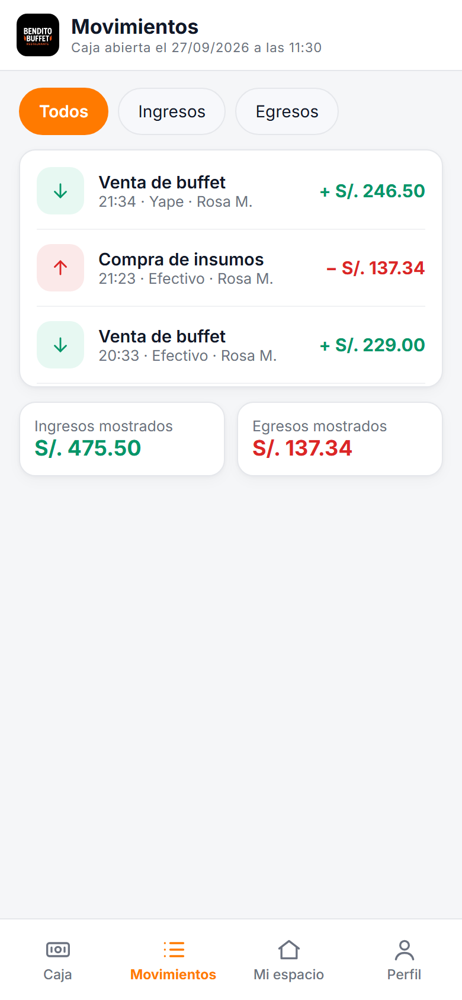 BENDITO
BUFFET
RESTAURANTE
Movimientos
Caja abierta el 27/09/2026 a las 11:30
Todos
Ingresos
Egresos
Venta de buffet
21:34 · Yape · Rosa M.
+ S/. 246.50
Compra de insumos
21:23 · Efectivo · Rosa M.
− S/. 137.34
Venta de buffet
20:33 · Efectivo · Rosa M.
+ S/. 229.00
Ingresos mostrados
S/. 475.50
Egresos mostrados
S/. 137.34
Caja
Movimientos
Mi espacio
Perfil